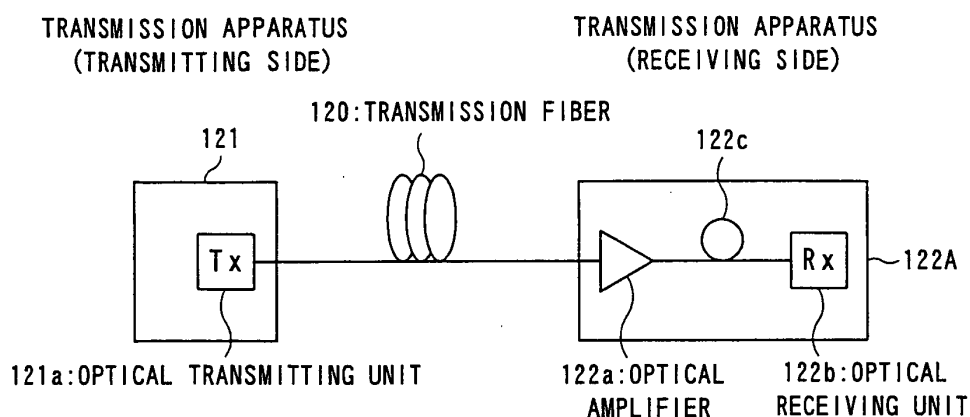 TRANSMISSION APPARATUS
(TRANSMITTING SIDE)
TRANSMISSION APPARATUS
(RECEIVING SIDE)
120:TRANSMISSION FIBER
121
122c
Tx
Rx
122A
121a:OPTICAL TRANSMITTING UNIT
122a:OPTICAL
AMPLIFIER
122b:OPTICAL
RECEIVING UNIT